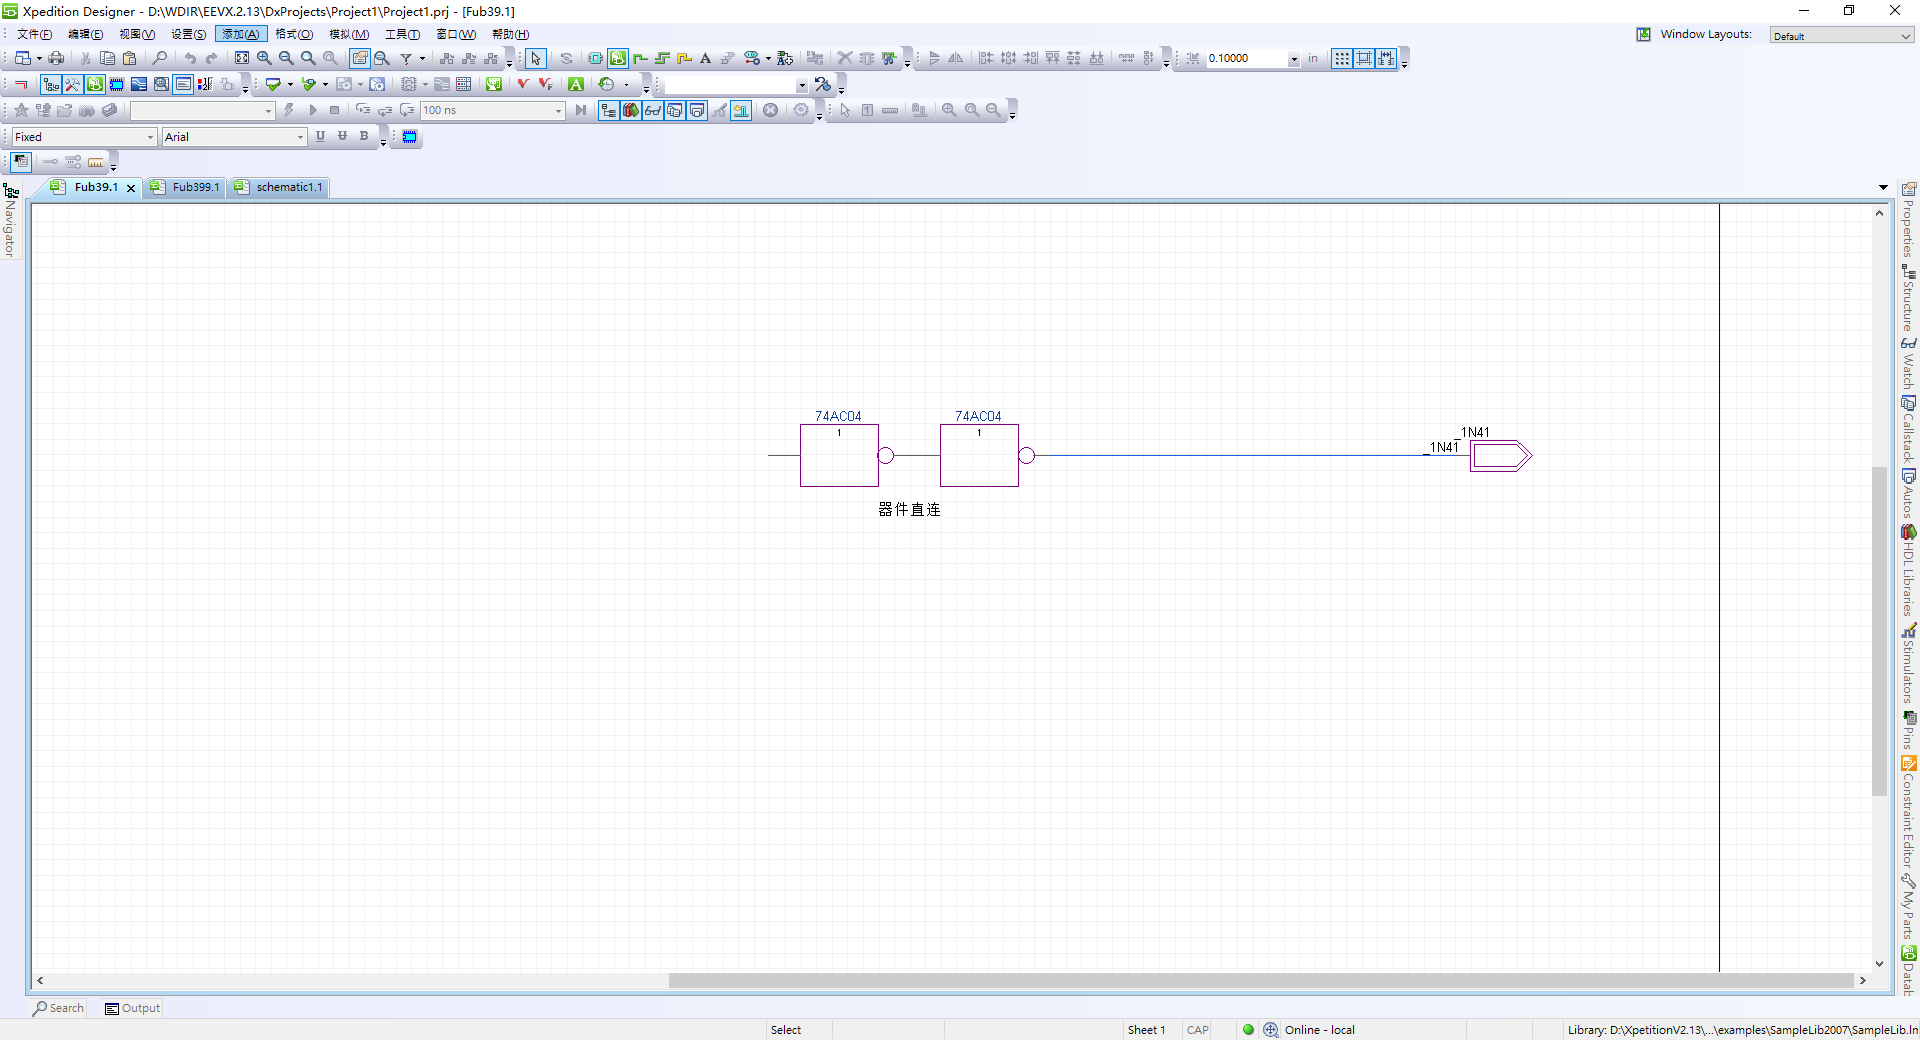 Xpedition Designer - D:\WDIR\EEVX.2.13\DxProjects\Project1\Project1.prj - [Fub39.1]
文件(F) 编辑(E) 视图(V) 设置(S) 添加(A) 格式(O) 模拟(M) 工具(T) 窗口(W) 帮助(H)
Window Layouts: Default
0.10000 in
100 ns
Fixed Arial U U B
Fub39.1 Fub399.1 schematic1.1
Navigator
74AC04 74AC04
1 1
_1N41
_1N41
器件直连
Properties
Structure
Watch
Callstack
Autos
HDL Libraries
Stimulators
Pins
Constraint Editor
My Parts
Datab
Search Output
Select Sheet 1 CAP Online - local Library: D:\XpetitionV2.13\...\examples\SampleLib2007\SampleLib.ln